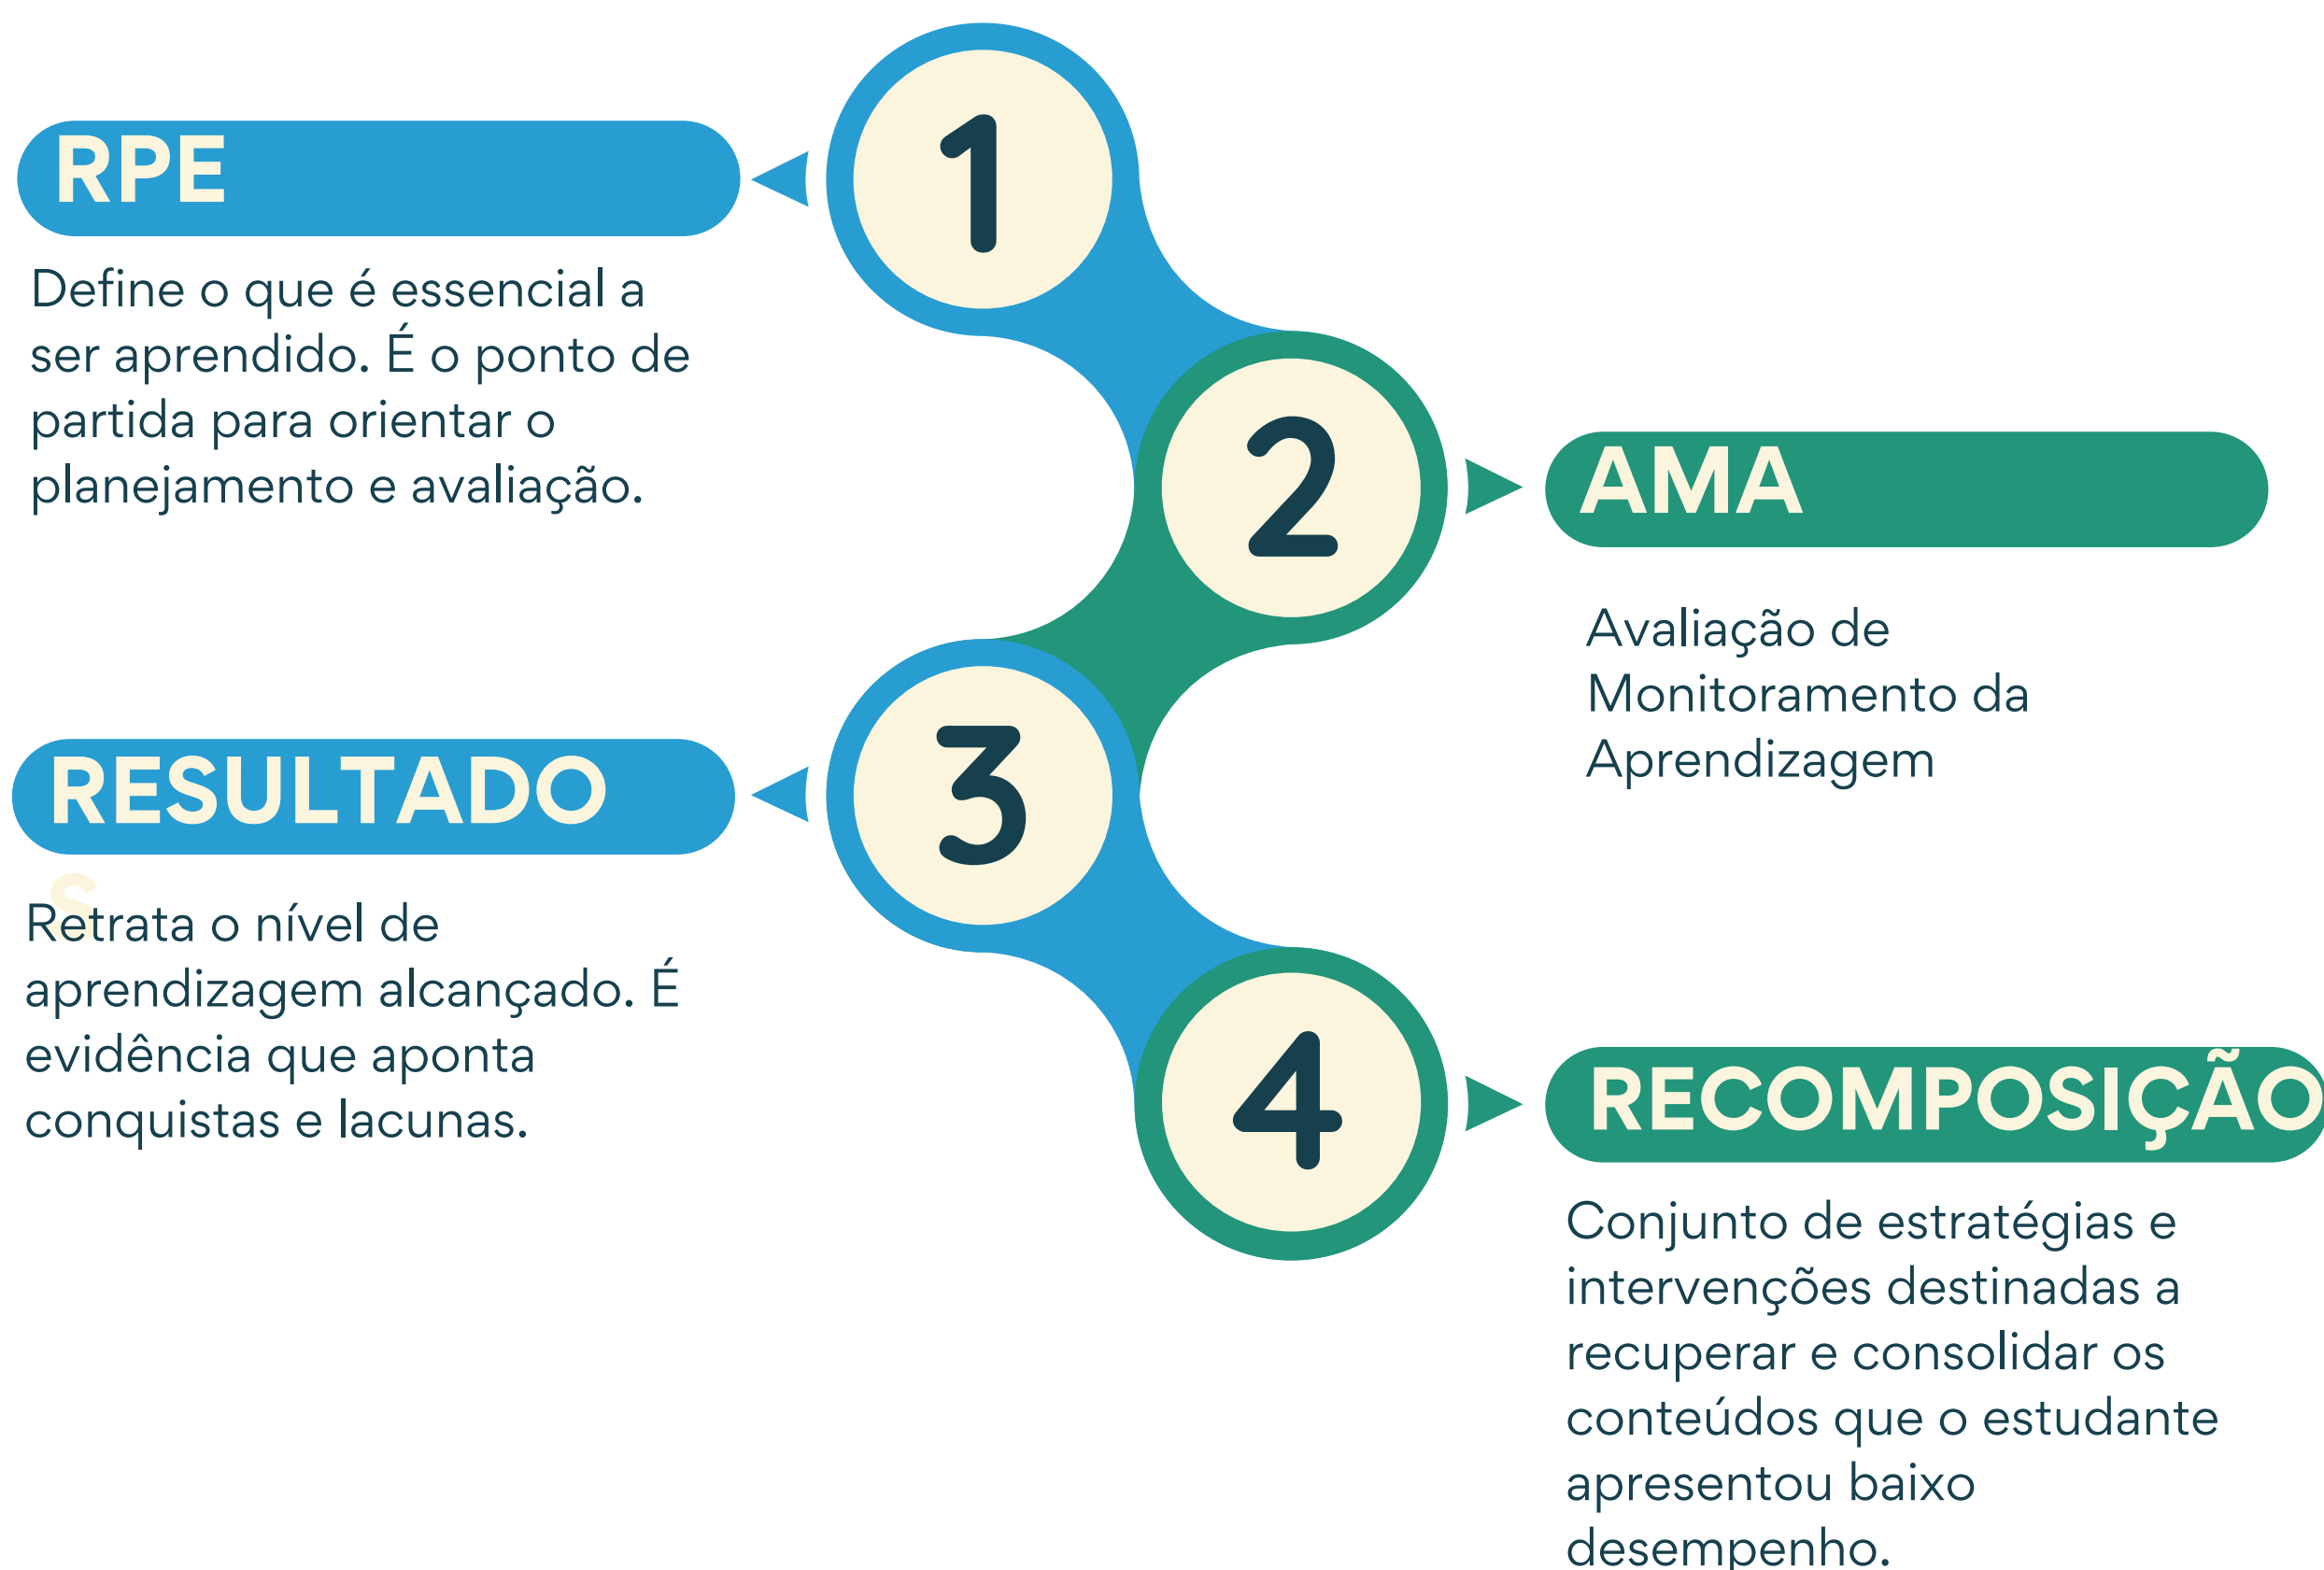 1
RPE
Define o que é essencial a
ser aprendido. É o ponto de
partida para orientar o
planejamento e avaliação.
2
AMA
Avaliação de
Monitoramento da
Aprendizagem
3
RESULTADO
S
Retrata o nível de
aprendizagem alcançado. É
evidência que aponta
conquistas e lacunas.
4
RECOMPOSIÇÃO
Conjunto de estratégias e
intervenções destinadas a
recuperar e consolidar os
conteúdos que o estudante
apresentou baixo
desempenho.